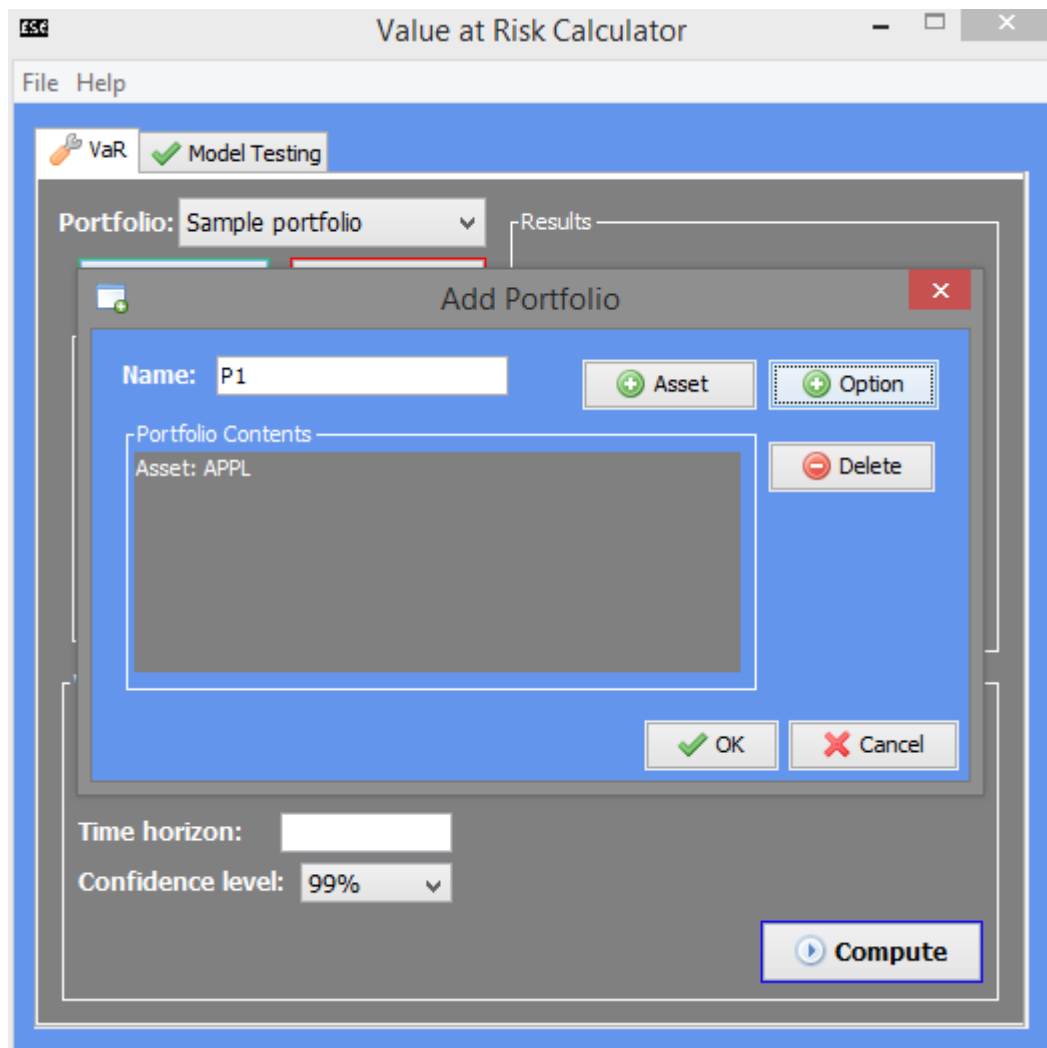 ESG
Value at Risk Calculator
File Help
VaR
Model Testing
Portfolio: Sample portfolio
Results
Add Portfolio
Name: P1
Asset
Option
Portfolio Contents
Asset: APPL
Delete
OK
Cancel
Time horizon:
Confidence level: 99%
Compute